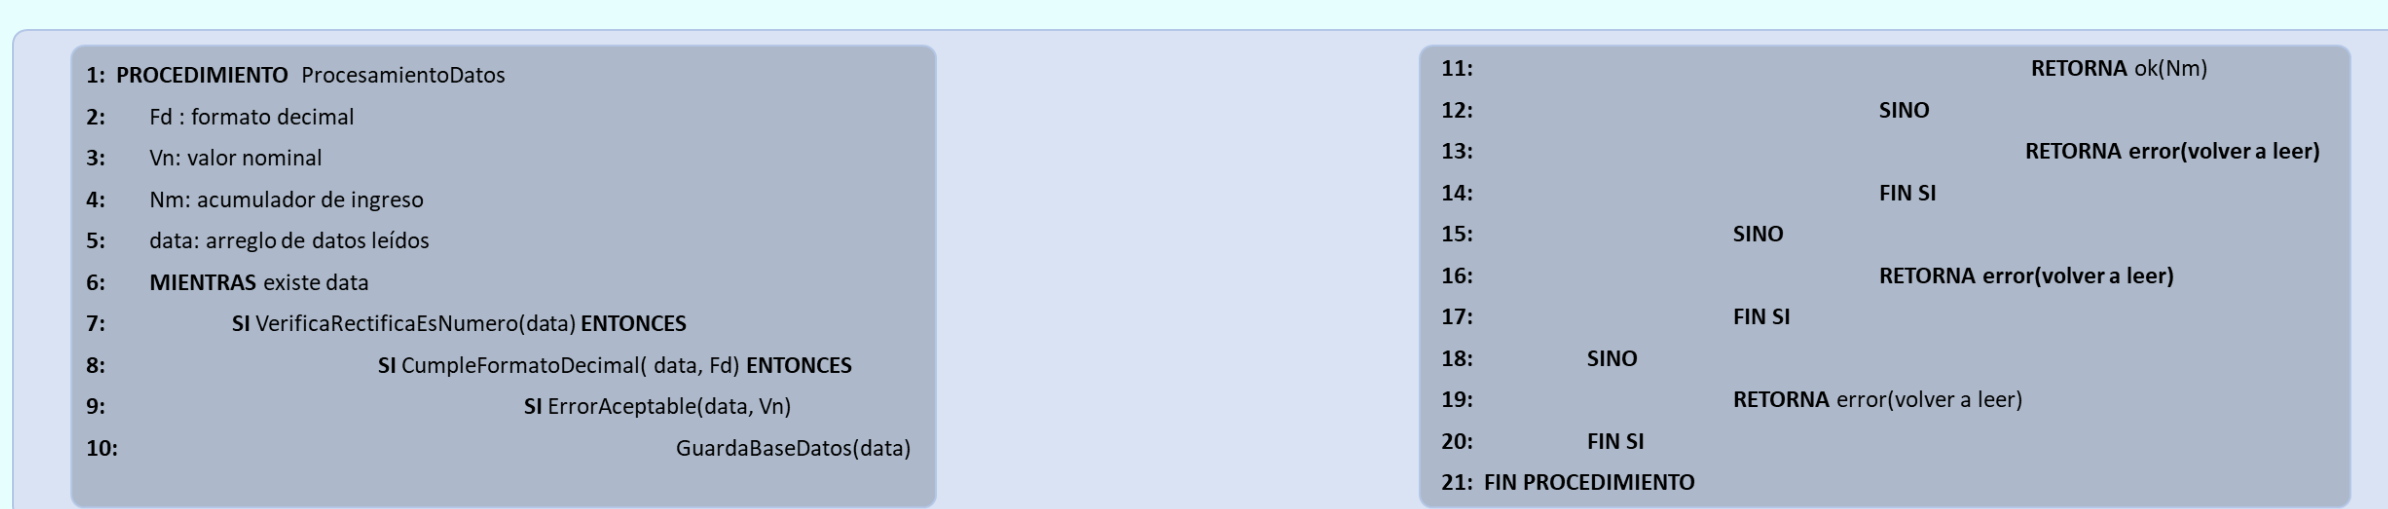 1: PROCEDIMIENTO ProcesamientoDatos
2: Fd : formato decimal
3: Vn: valor nominal
4: Nm: acumulador de ingreso
5: data: arreglo de datos leídos
6: MIENTRAS existe data
7: SI VerificaRectificaEsNumero(data) ENTONCES
8: SI CumpleFormatoDecimal( data, Fd) ENTONCES
9: SI ErrorAceptable(data, Vn)
10: GuardaBaseDatos(data)
11: RETORNA ok(Nm)
12: SINO
13: RETORNA error(volver a leer)
14: FIN SI
15: SINO
16: RETORNA error(volver a leer)
17: FIN SI
18: SINO
19: RETORNA error(volver a leer)
20: FIN SI
21: FIN PROCEDIMIENTO